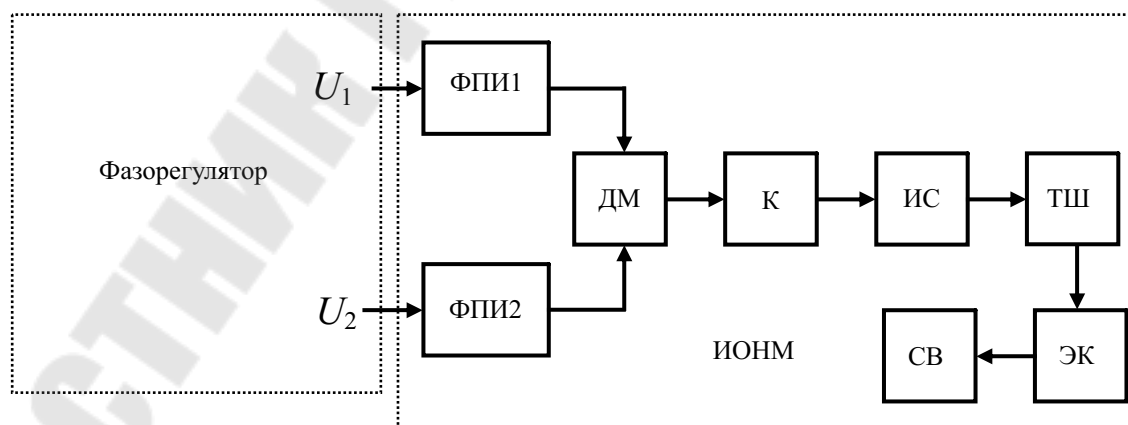 U₁
ФПИ1
Фазорегулятор
ДМ
К
ИС
ТШ
U₂
ФПИ2
ИОНМ
СВ
ЭК